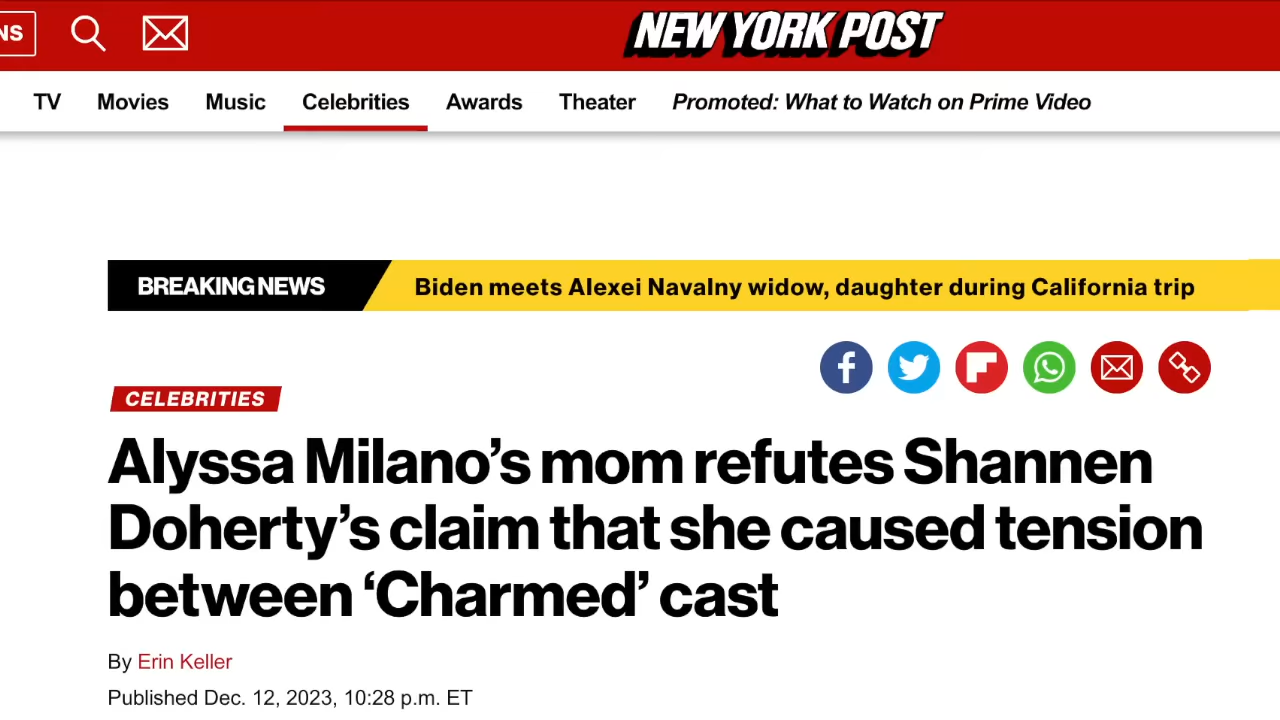 NS
NEW YORK POST
TV Movies Music Celebrities Awards Theater Promoted: What to Watch on Prime Video
BREAKING NEWS Biden meets Alexei Navalny widow, daughter during California trip
f
CELEBRITIES
Alyssa Milano’s mom refutes Shannen
Doherty’s claim that she caused tension
between ‘Charmed’ cast
By Erin Keller
Published Dec. 12, 2023, 10:28 p.m. ET